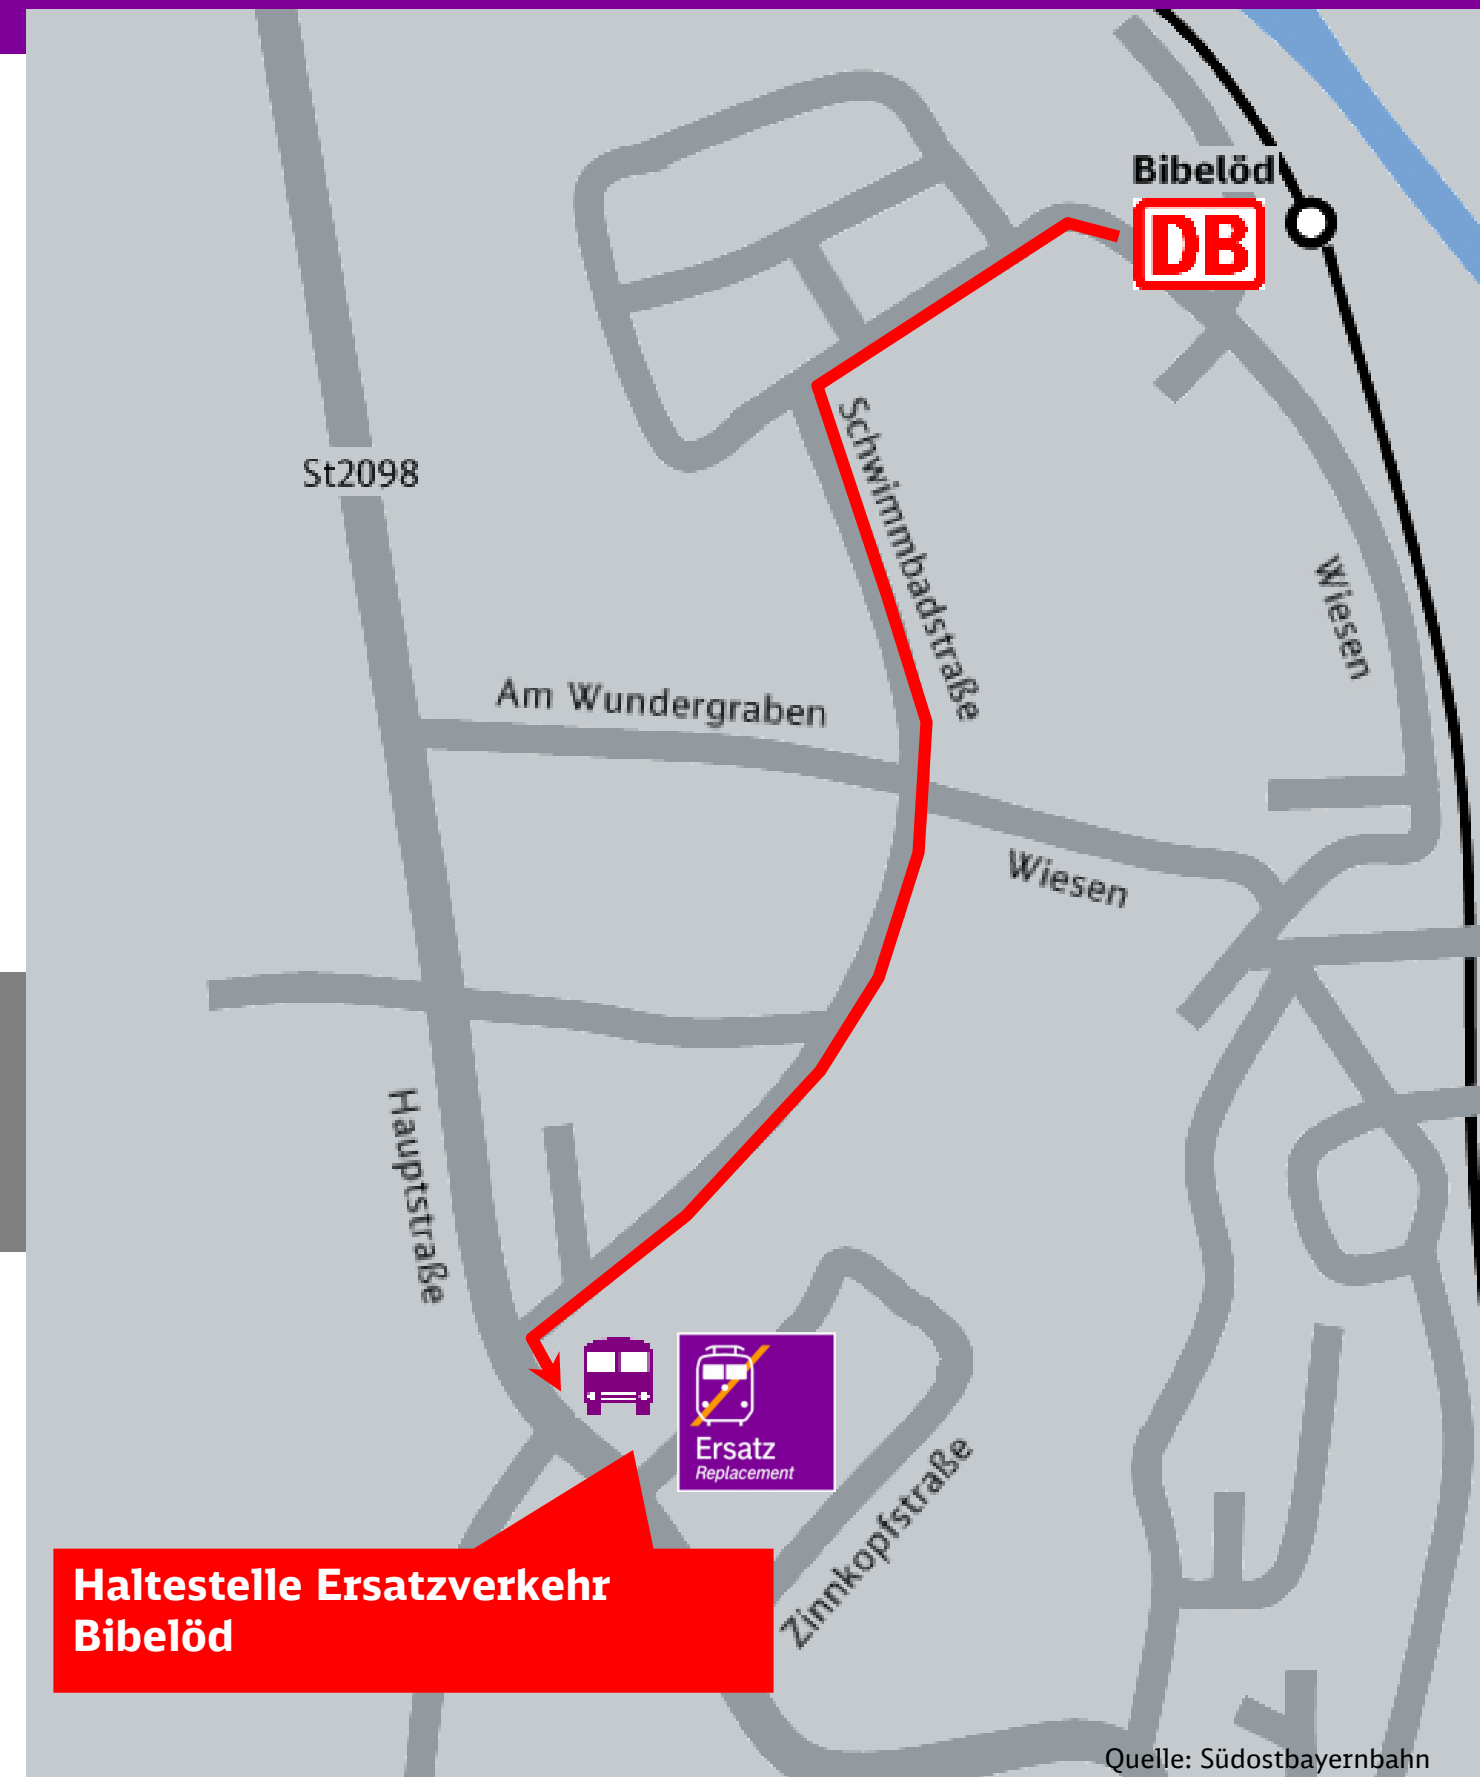 Bibelöd
DB
St2098
Schwimmbadstraße
Wiesen
Am Wundergraben
Wiesen
Hauptstraße
Ersatz
Replacement
Zinnkopfstraße
Haltestelle Ersatzverkehr
Bibelöd
Quelle: Südostbayernbahn